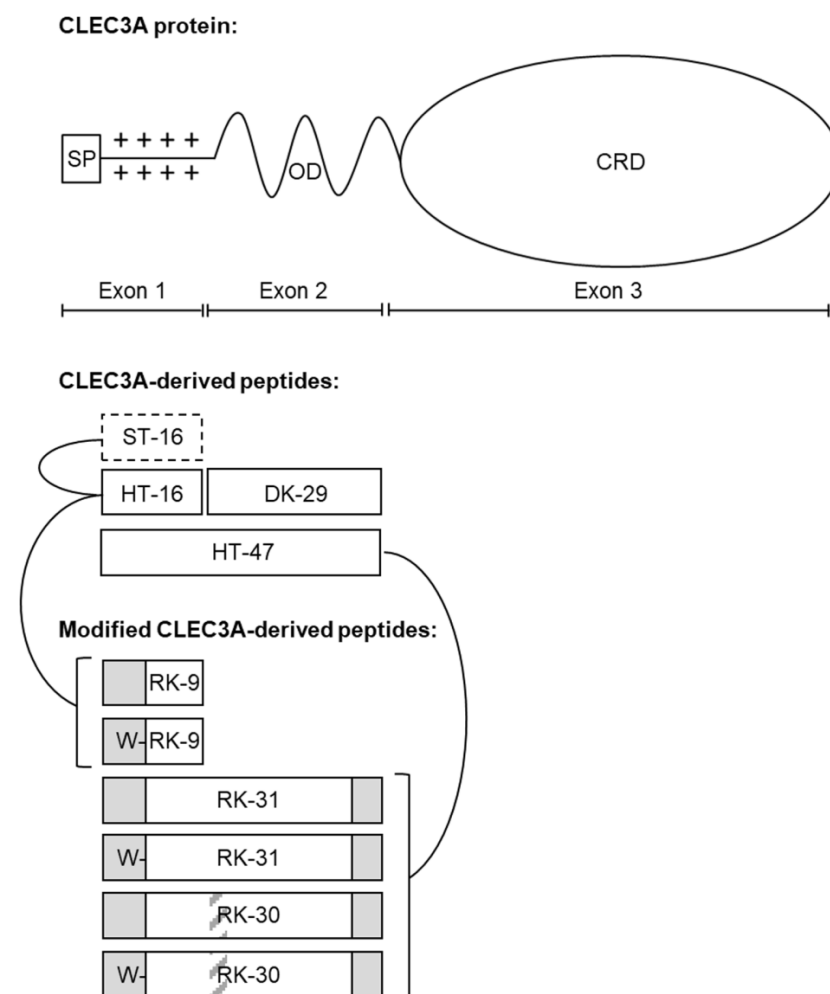 CLEC3A protein:
+ + + +
SP
+ + + +
OD
CRD
Exon 1 Exon 2 Exon 3
CLEC3A-derived peptides:
ST-16
HT-16 DK-29
HT-47
Modified CLEC3A-derived peptides:
RK-9
W-RK-9
RK-31
W- RK-31
RK-30
W- RK-30